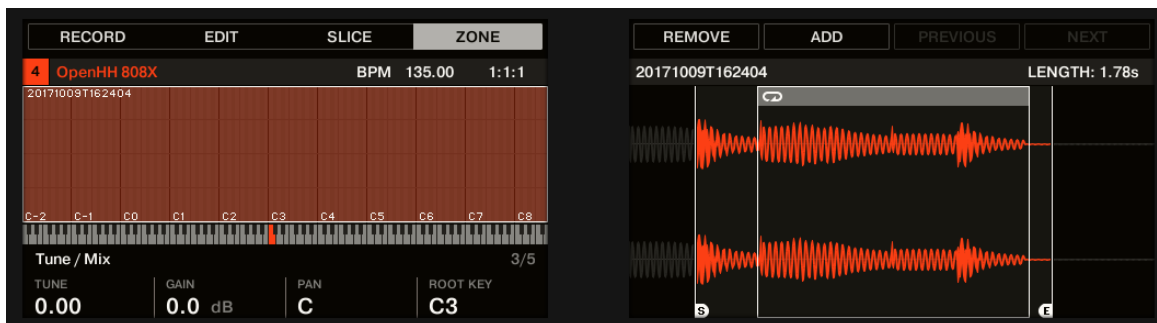 RECORD EDIT SLICE ZONE
4 OpenHH 808X BPM 135.00 1:1:1
20171009T162404
C-2 C-1 C0 C1 C2 C3 C4 C5 C6 C7 C8
Tune / Mix 3/5
TUNE GAIN PAN ROOT KEY
0.00 0.0 dB C C3
REMOVE ADD PREVIOUS NEXT
20171009T162404 LENGTH: 1.78s
S E